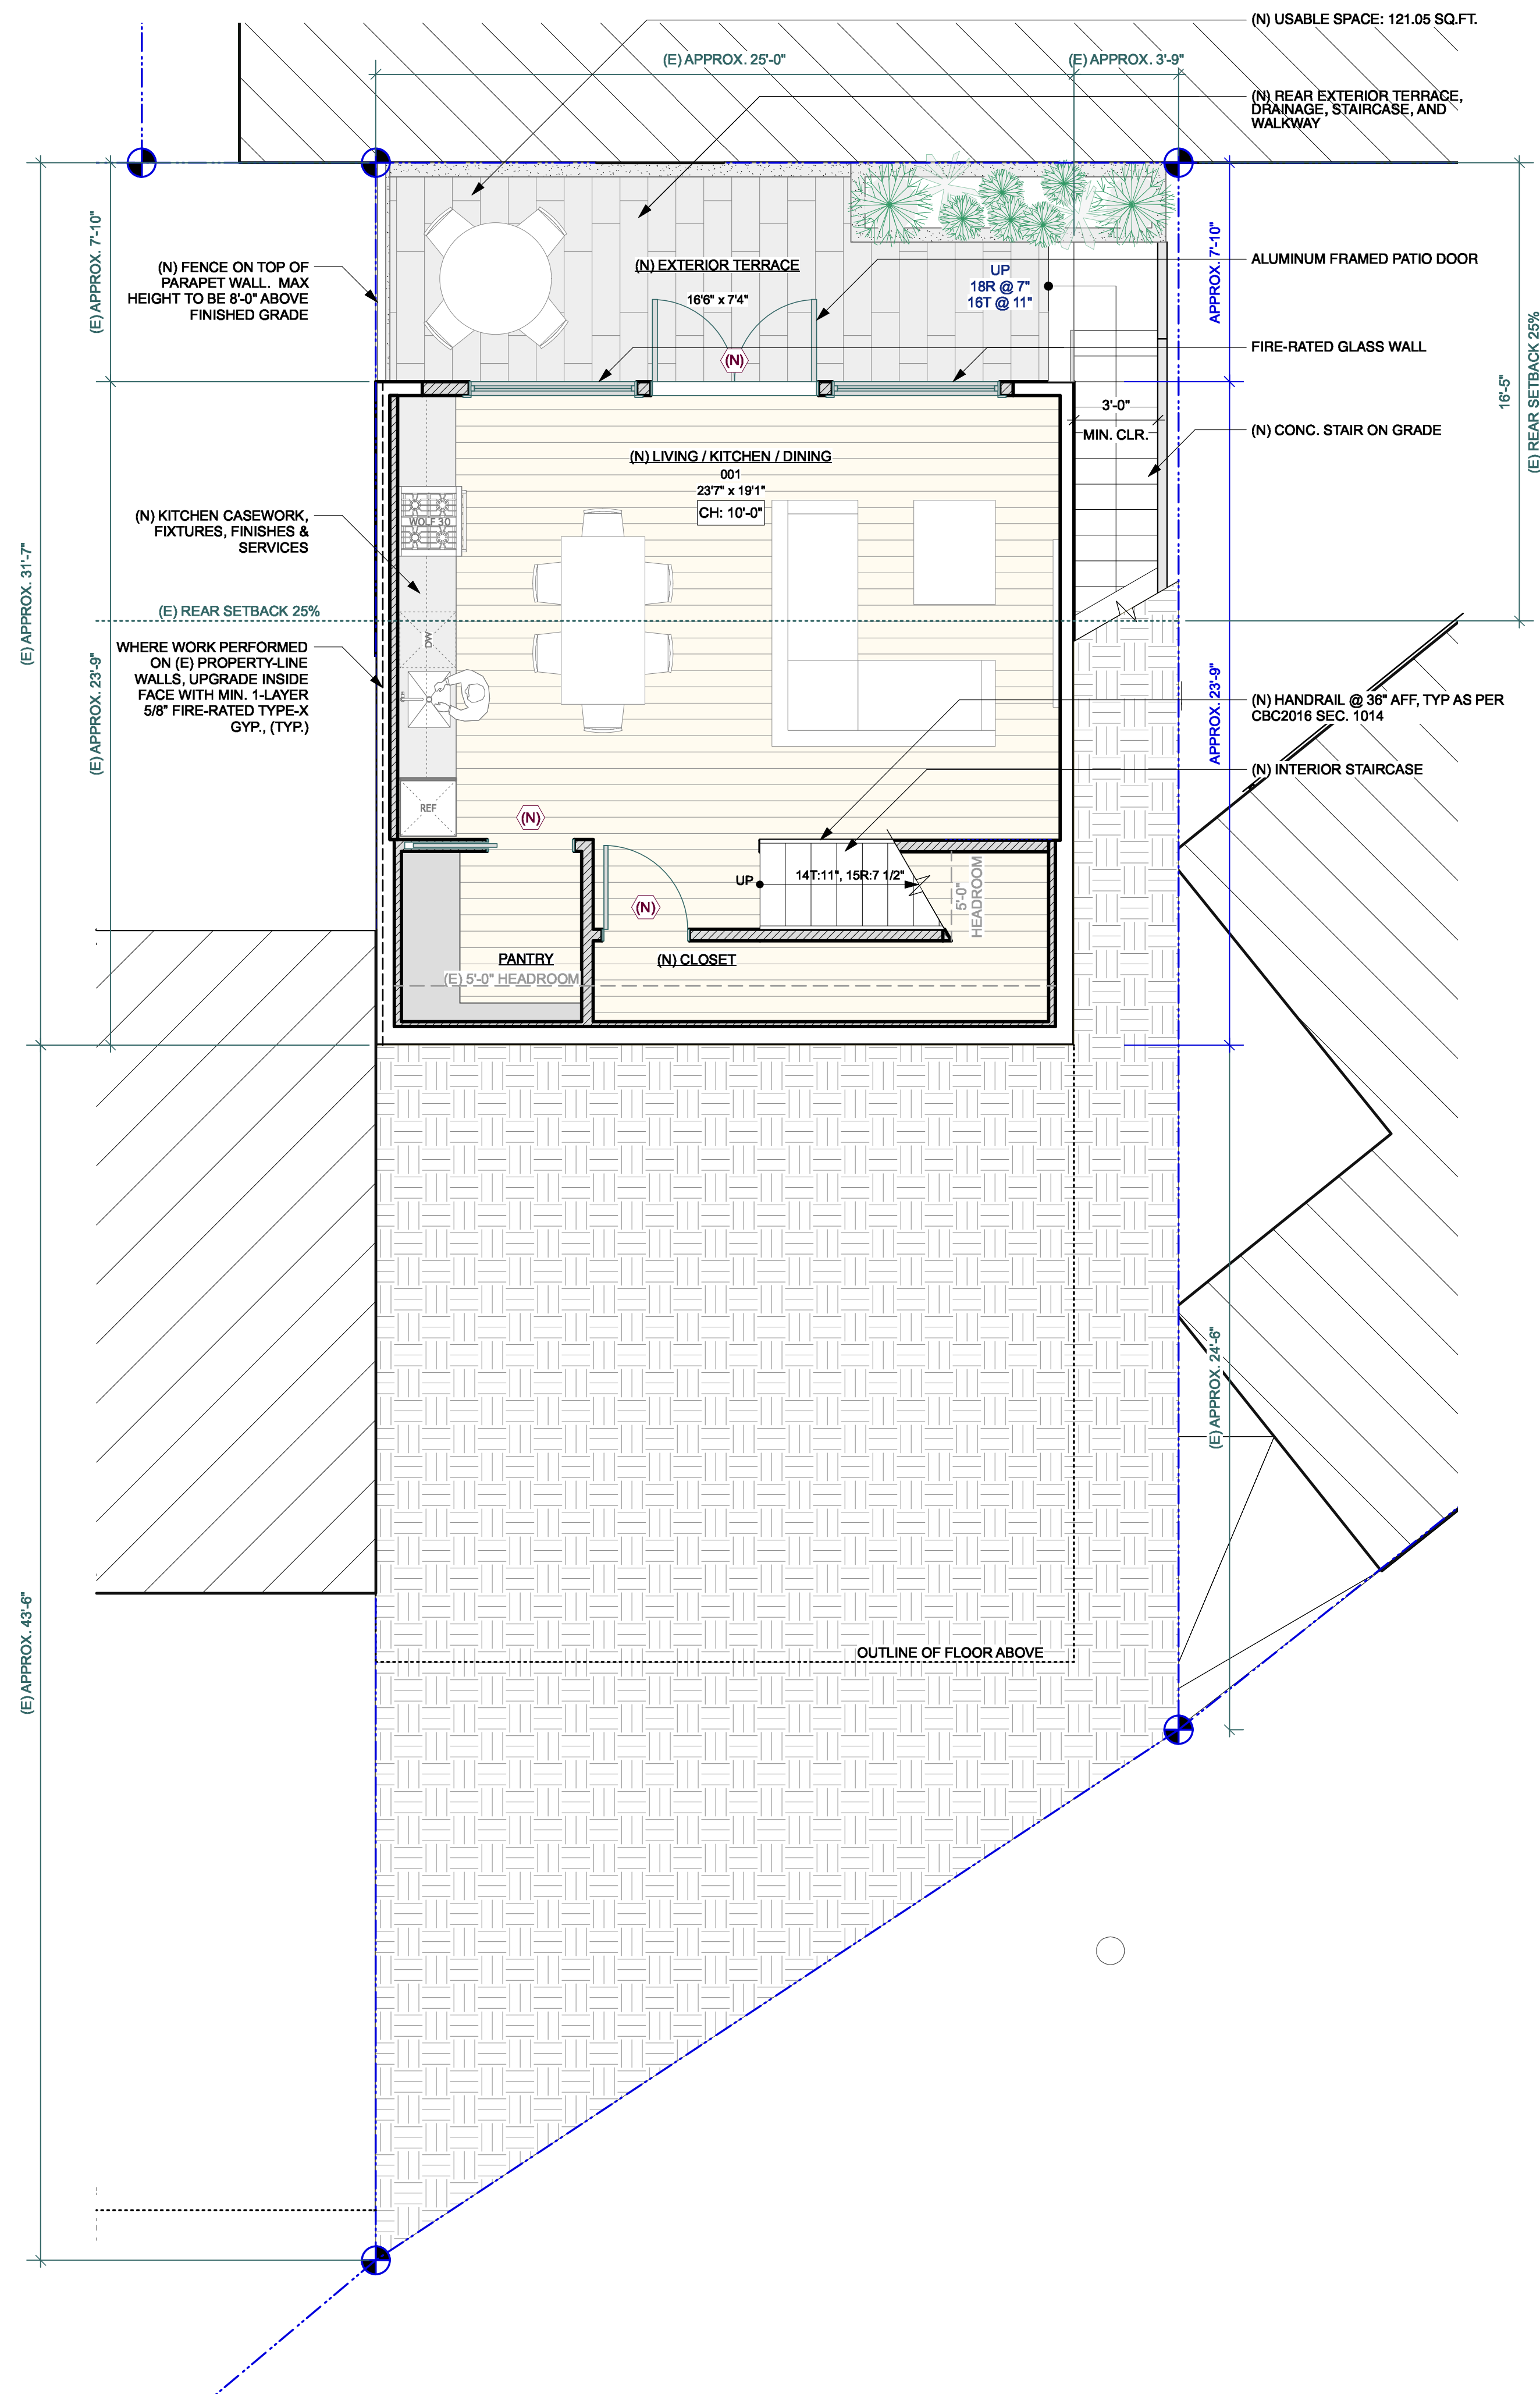 (N) USABLE SPACE: 121.05 SQ.FT.
(E) APPROX. 25'-0"
(E) APPROX. 3'-9"
(N) REAR EXTERIOR TERRACE,
DRAINAGE, STAIRCASE, AND
WALKWAY
(E) APPROX. 7'-10"
APPROX. 7'-10"
(N) FENCE ON TOP OF
PARAPET WALL. MAX
HEIGHT TO BE 8'-0" ABOVE
FINISHED GRADE
(N) EXTERIOR TERRACE
16'6" x 7'4"
(N)
UP
18R @ 7"
16T @ 11"
ALUMINUM FRAMED PATIO DOOR
FIRE-RATED GLASS WALL
16'-5"
(E) REAR SETBACK 25%
3'-0"
MIN. CLR.
(N) CONC. STAIR ON GRADE
(N) LIVING / KITCHEN / DINING
001
23'7" x 19'1"
CH: 10'-0"
(N) KITCHEN CASEWORK,
FIXTURES, FINISHES &
SERVICES
WOLF 30
(E) APPROX. 31'-7"
(E) REAR SETBACK 25%
DW
WHERE WORK PERFORMED
ON (E) PROPERTY-LINE
WALLS, UPGRADE INSIDE
FACE WITH MIN. 1-LAYER
5/8" FIRE-RATED TYPE-X
GYP., (TYP.)
(E) APPROX. 23'-9"
APPROX. 23'-9"
(N) HANDRAIL @ 36" AFF, TYP AS PER
CBC2016 SEC. 1014
(N) INTERIOR STAIRCASE
REF
(N)
UP
14T:11", 15R:7 1/2"
5'-0"
HEADROOM
(N)
PANTRY
(N) CLOSET
(E) 5'-0" HEADROOM
(E) APPROX. 24'-6"
(E) APPROX. 43'-6"
OUTLINE OF FLOOR ABOVE